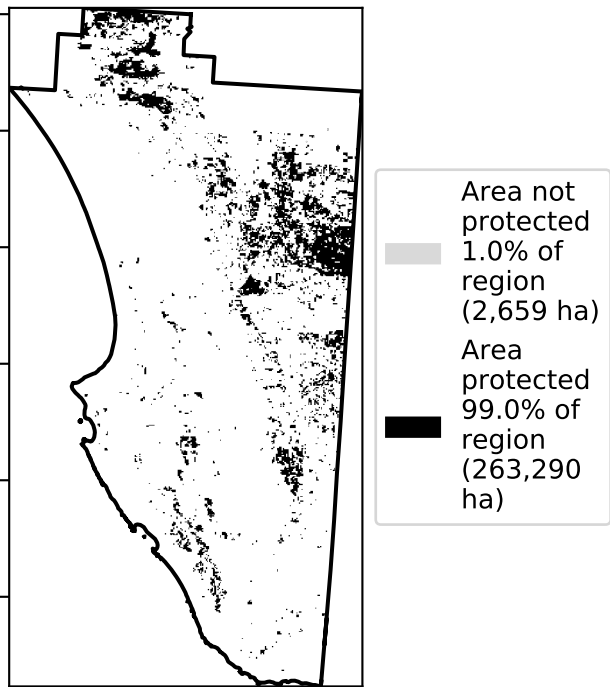 Area not
protected
1.0% of
region
(2,659 ha)
Area
protected
99.0% of
region
(263,290
ha)